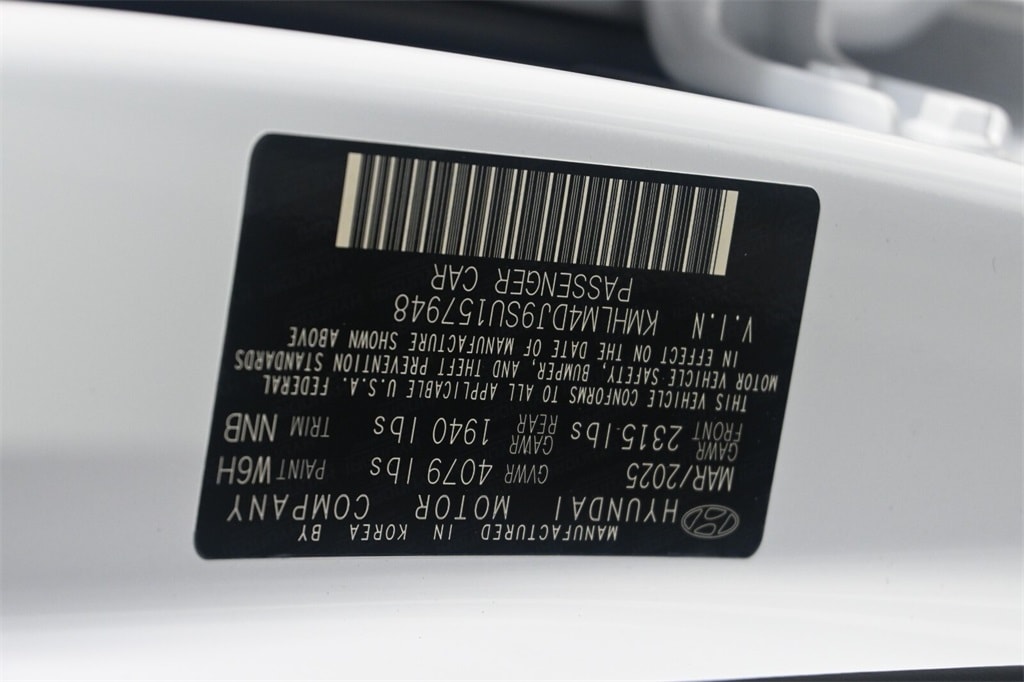 MANUFACTURED IN KOREA BY
HYUNDAI MOTOR COMPANY
MAR/2025 GVWR 4079 lbs PAINT W6H
GAWR FRONT 2315 lbs GAWR REAR 1940 lbs TRIM NNB
THIS VEHICLE CONFORMS TO ALL APPLICABLE U.S.A. FEDERAL
MOTOR VEHICLE SAFETY, BUMPER, AND THEFT PREVENTION STANDARDS
IN EFFECT ON THE DATE OF MANUFACTURE SHOWN ABOVE
V.I.N KMHLM4DJ9SU157948
PASSENGER CAR